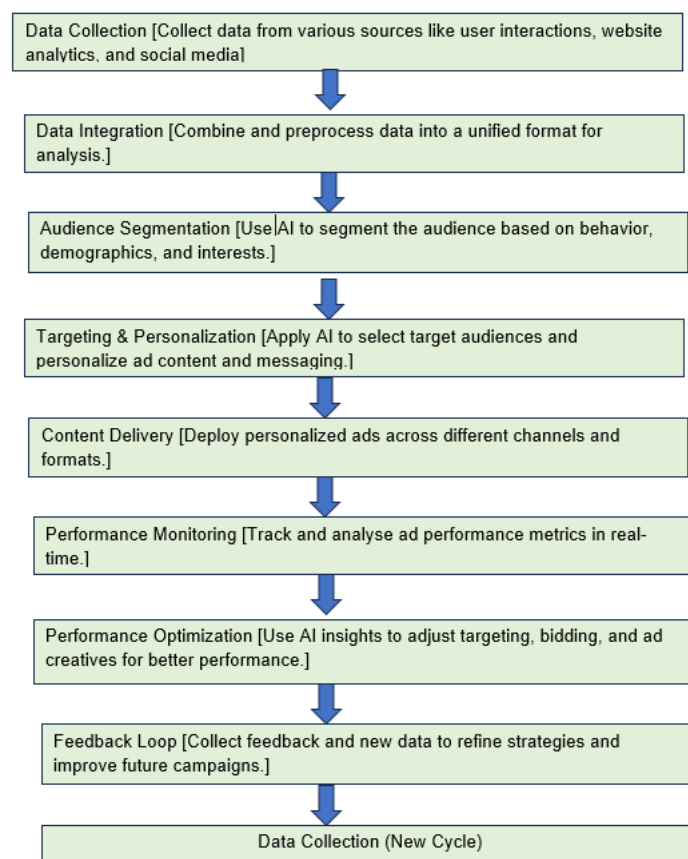 Data Collection [Collect data from various sources like user interactions, website
analytics, and social media]
Data Integration [Combine and preprocess data into a unified format for
analysis.]
Audience Segmentation [Use AI to segment the audience based on behavior,
demographics, and interests.]
Targeting & Personalization [Apply AI to select target audiences and
personalize ad content and messaging.]
Content Delivery [Deploy personalized ads across different channels and
formats.]
Performance Monitoring [Track and analyse ad performance metrics in real-
time.]
Performance Optimization [Use AI insights to adjust targeting, bidding, and ad
creatives for better performance.]
Feedback Loop [Collect feedback and new data to refine strategies and
improve future campaigns.]
Data Collection (New Cycle)